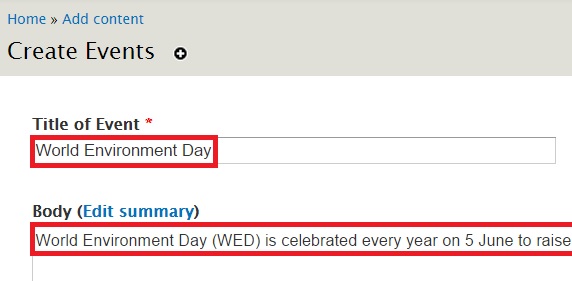 Home » Add content
Create Events
Title of Event *
World Environment Day
Body (Edit summary)
World Environment Day (WED) is celebrated every year on 5 June to raise